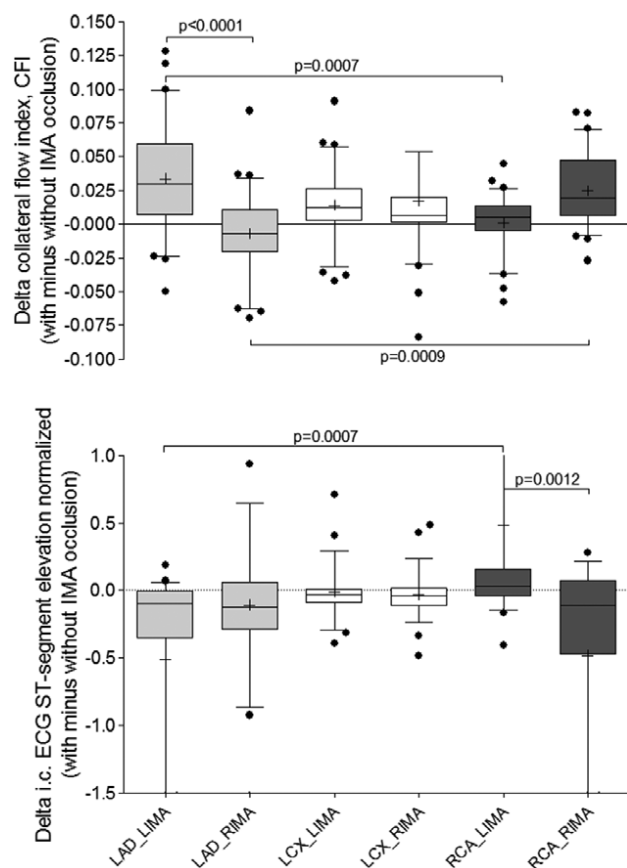 Delta collateral flow index, CFI
(with minus without IMA occlusion)
0.150
0.125
0.100
0.075
0.050
0.025
-0.000
-0.025
-0.050
-0.075
-0.100
p<0.0001
p=0.0007
p=0.0009
Delta i.c. ECG ST-segment elevation normalized
(with minus without IMA occlusion)
1.0
0.5
0.0
-0.5
-1.0
-1.5
p=0.0007
p=0.0012
LAD_LIMA
LAD_RIMA
LCX_LIMA
LCX_RIMA
RCA_LIMA
RCA_RIMA